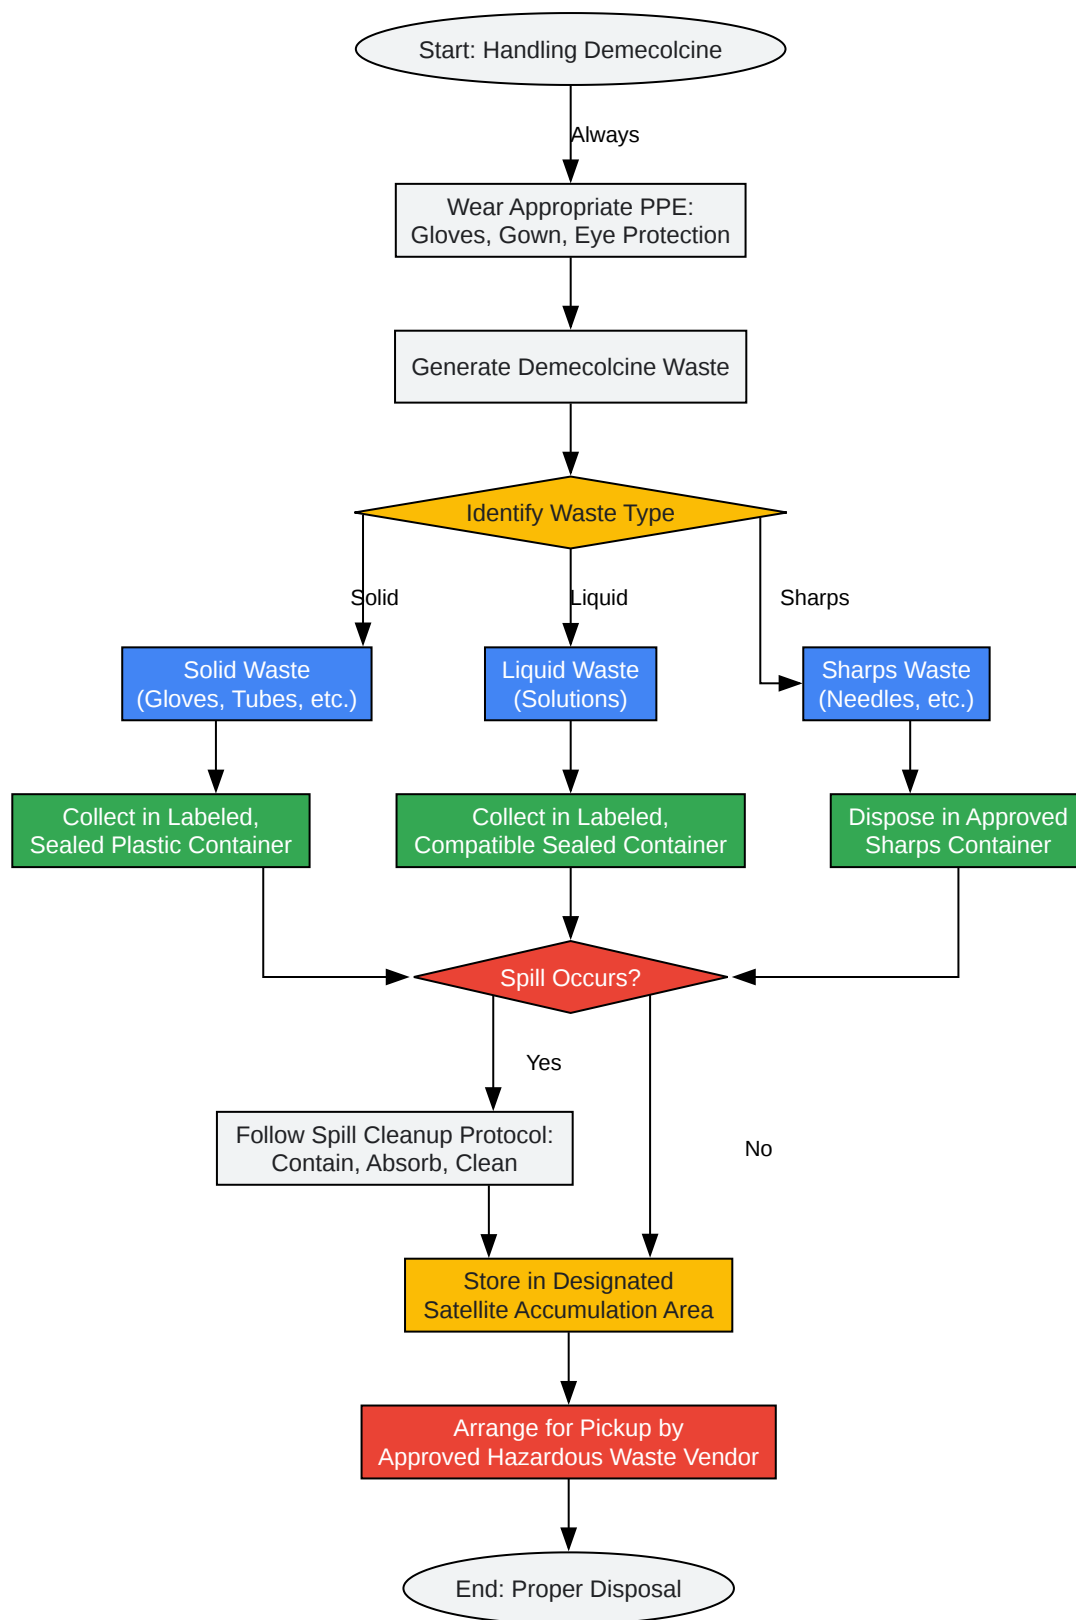 Start: Handling Demecolcine
Always
Wear Appropriate PPE:
Gloves, Gown, Eye Protection
Generate Demecolcine Waste
Identify Waste Type
Solid
Liquid
Sharps
Solid Waste
(Gloves, Tubes, etc.)
Liquid Waste
(Solutions)
Sharps Waste
(Needles, etc.)
Collect in Labeled,
Sealed Plastic Container
Collect in Labeled,
Compatible Sealed Container
Dispose in Approved
Sharps Container
Spill Occurs?
Yes
Follow Spill Cleanup Protocol:
Contain, Absorb, Clean
No
Store in Designated
Satellite Accumulation Area
Arrange for Pickup by
Approved Hazardous Waste Vendor
End: Proper Disposal